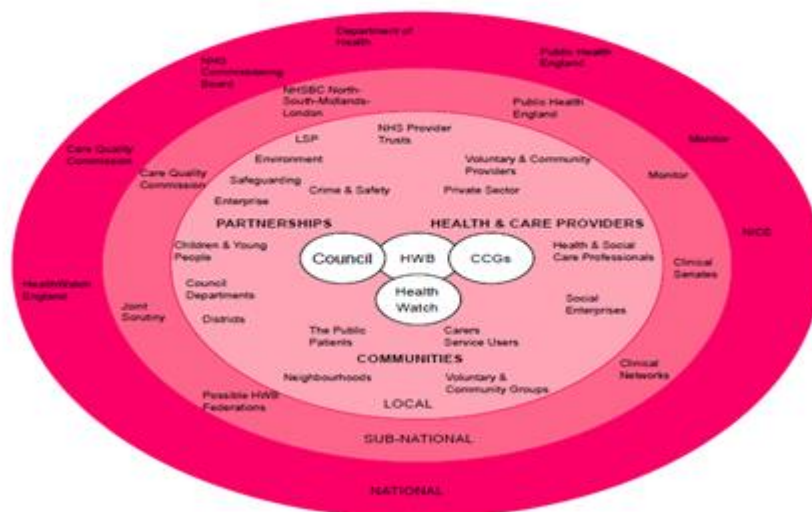 Department of
Health
NHS
Commissioning
Board
Public Health
England
NHSBC North-
South-Midlands-
London
Public Health
England
LSP
NHS Provider
Trusts
Monitor
Care Quality
Commission
Environment
Voluntary & Community
Providers
Care Quality
Commission
Safeguarding
Crime & Safety
Private Sector
Monitor
Enterprise
PARTNERSHIPS
HEALTH & CARE PROVIDERS
NICE
Children & Young
People
Council
HWB
CCGs
Health & Social
Care Professionals
Clinical
Senates
HealthWatch
England
Council
Departments
Health
Watch
Joint
Scrutiny
Districts
Social
Enterprises
The Public
Patients
Carers
Service Users
COMMUNITIES
Clinical
Networks
Neighbourhoods
Voluntary &
Community Groups
Possible HWB
Federations
LOCAL
SUB-NATIONAL
NATIONAL